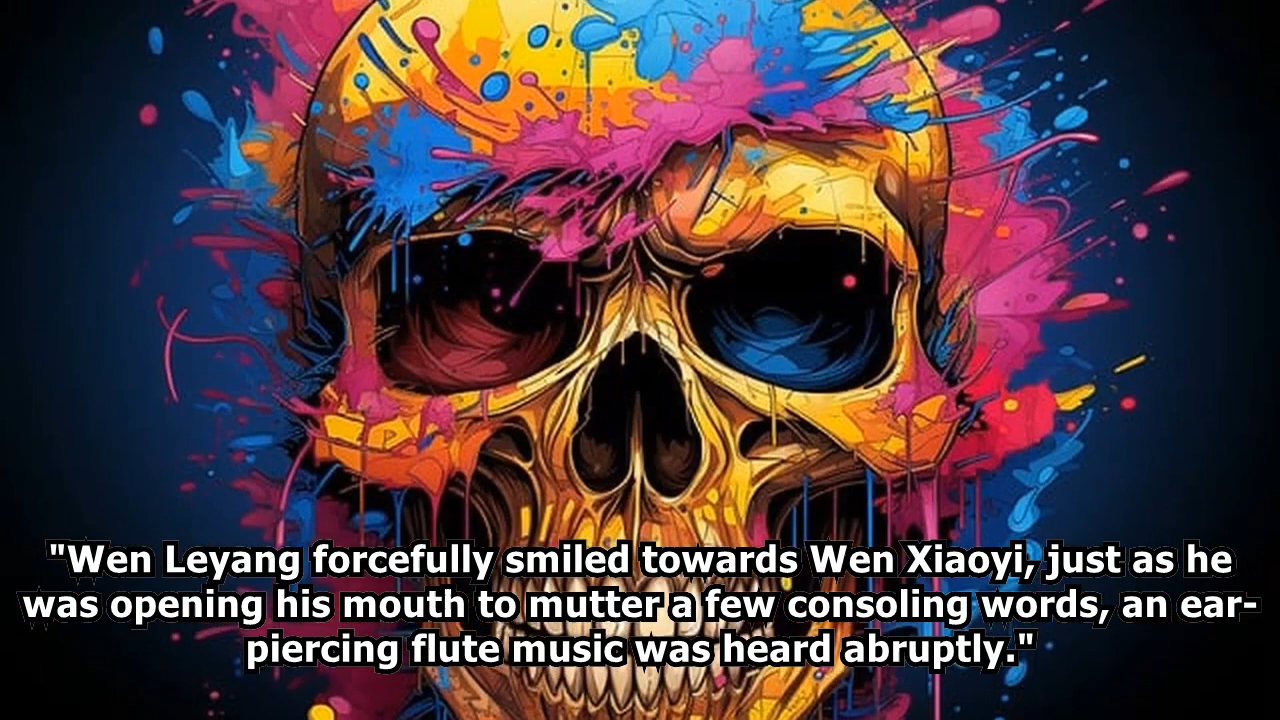 "Wen Leyang forcefully smiled towards Wen Xiaoyi, just as he
was opening his mouth to mutter a few consoling words, an ear-
piercing flute music was heard abruptly."